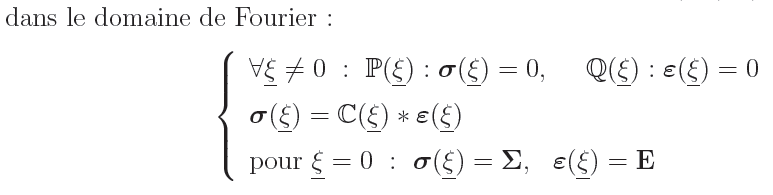 dans le domaine de Fourier :
∀ξ ≠ 0 : ℙ(ξ) : σ(ξ) = 0, ℚ(ξ) : ε(ξ) = 0
σ(ξ) = ℂ(ξ) ∗ ε(ξ)
pour ξ = 0 : σ(ξ) = Σ, ε(ξ) = E